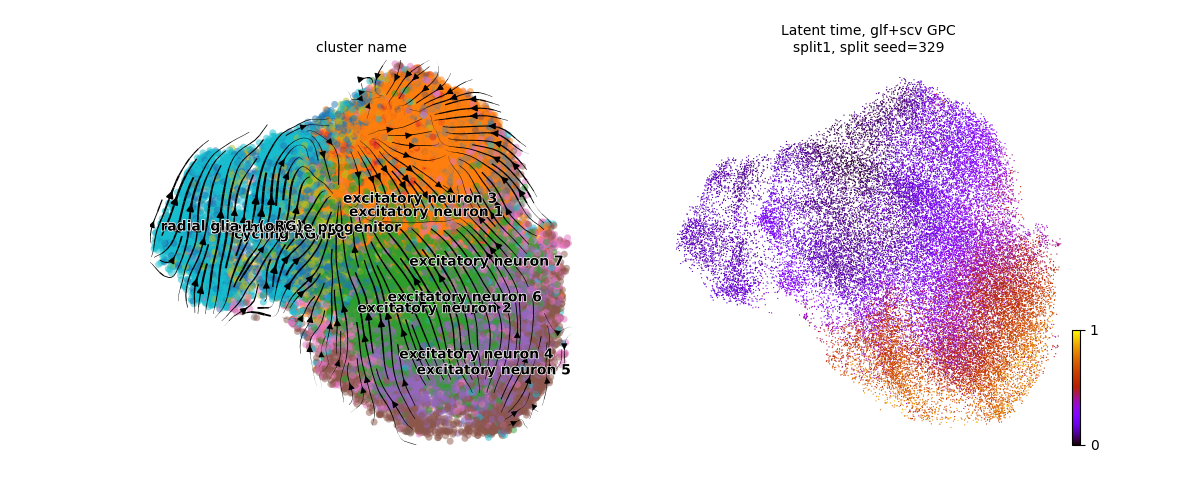 cluster name
excitatory neuron 3
excitatory neuron 1
radial glia 1 (oRG)
progenitor
cycling RG/IPC
excitatory neuron 7
excitatory neuron 6
excitatory neuron 2
excitatory neuron 4
excitatory neuron 5
Latent time, glf+scv GPC
split1, split seed=329
1
0